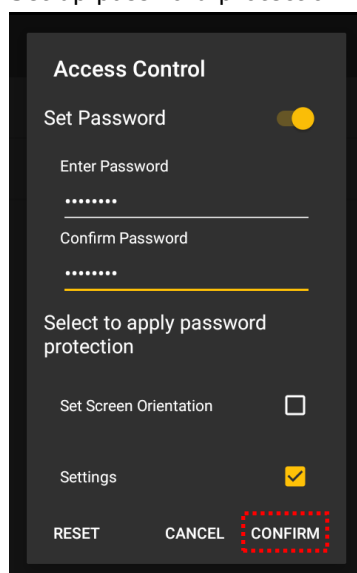 Access Control
Set Password
Enter Password
••••••••
Confirm Password
••••••••
Select to apply password
protection
Set Screen Orientation
Settings
RESET CANCEL CONFIRM